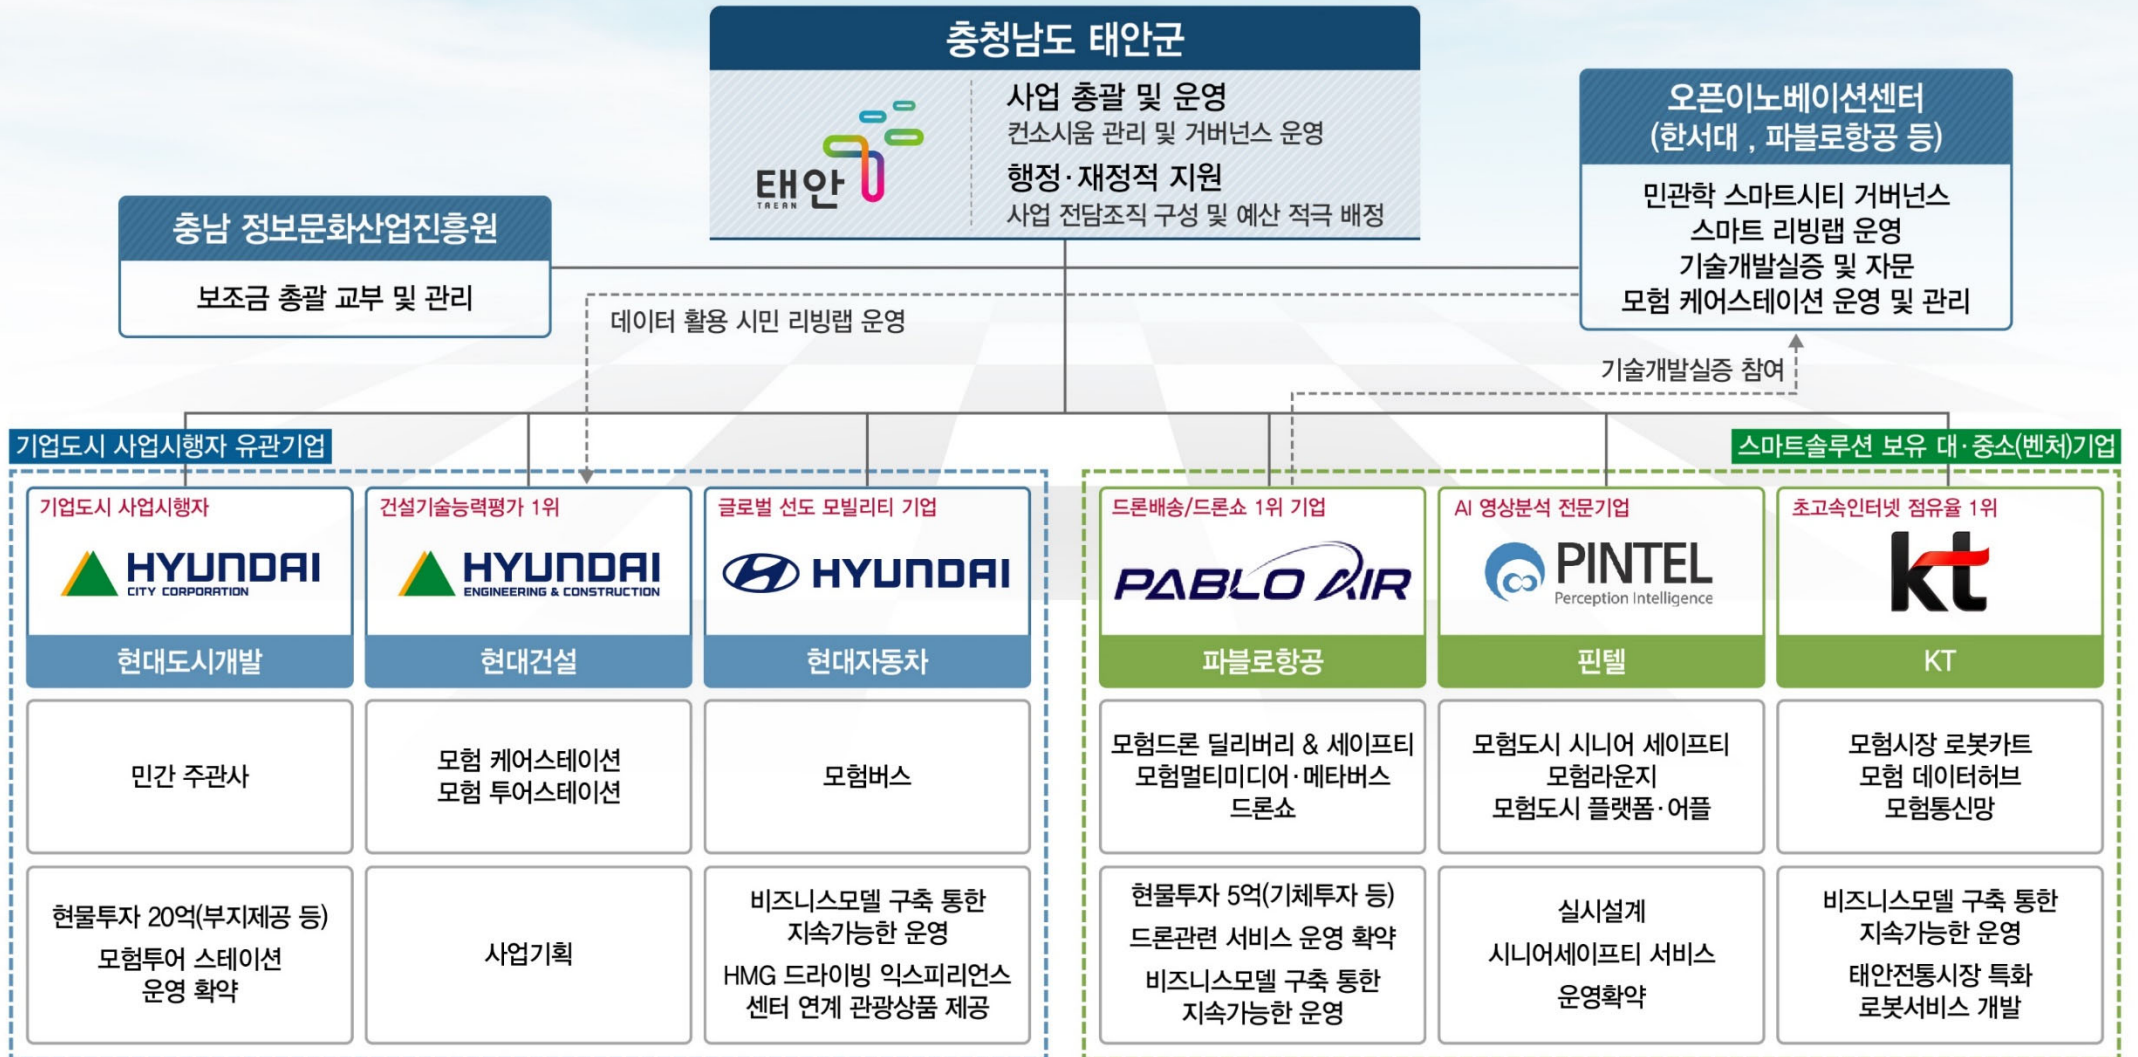 충청남도 태안군
태안
TAEAN
사업 총괄 및 운영
컨소시움 관리 및 거버넌스 운영
행정·재정적 지원
사업 전담조직 구성 및 예산 적극 배정
오픈이노베이션센터
(한서대 , 파블로항공 등)
민관학 스마트시티 거버넌스
스마트 리빙랩 운영
기술개발실증 및 자문
모험 케어스테이션 운영 및 관리
충남 정보문화산업진흥원
보조금 총괄 교부 및 관리
데이터 활용 시민 리빙랩 운영
기술개발실증 참여
기업도시 사업시행자 유관기업
기업도시 사업시행자
HYUNDAI
CITY CORPORATION
현대도시개발
민간 주관사
현물투자 20억(부지제공 등)
모험투어 스테이션
운영 확약
건설기술능력평가 1위
HYUNDAI
ENGINEERING & CONSTRUCTION
현대건설
모험 케어스테이션
모험 투어스테이션
사업기획
글로벌 선도 모빌리티 기업
HYUNDAI
현대자동차
모험버스
비즈니스모델 구축 통한
지속가능한 운영
HMG 드라이빙 익스피리언스
센터 연계 관광상품 제공
스마트솔루션 보유 대·중소(벤처)기업
드론배송/드론쇼 1위 기업
PABLO AIR
파블로항공
모험드론 딜리버리 & 세이프티
모험멀티미디어·메타버스
드론쇼
현물투자 5억(기체투자 등)
드론관련 서비스 운영 확약
비즈니스모델 구축 통한
지속가능한 운영
AI 영상분석 전문기업
PINTEL
Perception Intelligence
핀텔
모험도시 시니어 세이프티
모험라운지
모험도시 플랫폼·어플
실시설계
시니어세이프티 서비스
운영확약
초고속인터넷 점유율 1위
kt
KT
모험시장 로봇카트
모험 데이터허브
모험통신망
비즈니스모델 구축 통한
지속가능한 운영
태안전통시장 특화
로봇서비스 개발